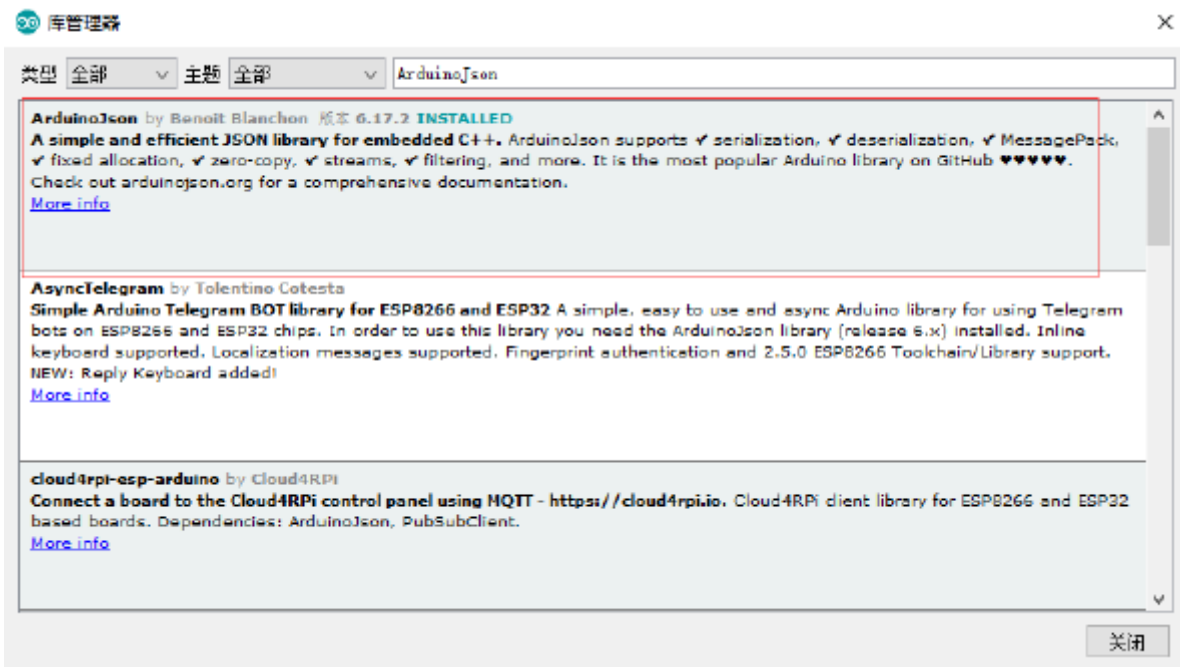 库管理器
类型 全部 主题 全部 ArduinoJson
ArduinoJson by Benoit Blanchon 版本 6.17.2 INSTALLED
A simple and efficient JSON library for embedded C++. ArduinoJson supports ✔ serialization, ✔ deserialization, ✔ MessagePack,
✔ fixed allocation, ✔ zero-copy, ✔ streams, ✔ filtering, and more. It is the most popular Arduino library on GitHub ♥♥♥♥♥.
Check out arduinojson.org for a comprehensive documentation.
More info
AsyncTelegram by Tolentino Cotesta
Simple Arduino Telegram BOT library for ESP8266 and ESP32 A simple, easy to use and async Arduino library for using Telegram
bots on ESP8266 and ESP32 chips. In order to use this library you need the ArduinoJson library (release 6.x) installed. Inline
keyboard supported. Localization messages supported. Fingerprint authentication and 2.5.0 ESP8266 Toolchain/Library support.
NEW: Reply Keyboard added!
More info
cloud4rpi-esp-arduino by Cloud4RPi
Connect a board to the Cloud4RPi control panel using MQTT - https://cloud4rpi.io. Cloud4RPi client library for ESP8266 and ESP32
based boards. Dependencies: ArduinoJson, PubSubClient.
More info
关闭